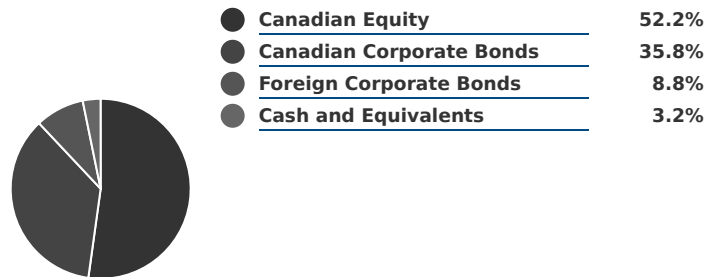 Canadian Equity 52.2%
Canadian Corporate Bonds 35.8%
Foreign Corporate Bonds 8.8%
Cash and Equivalents 3.2%